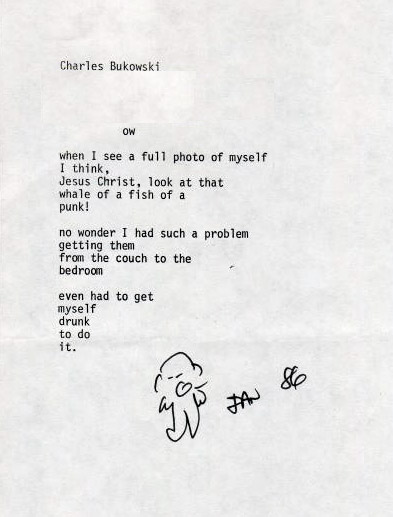 Charles Bukowski
ow
when I see a full photo of myself
I think,
Jesus Christ, look at that
whale of a fish of a
punk!
no wonder I had such a problem
getting them
from the couch to the
bedroom
even had to get
myself
drunk
to do
it.
JAN 86